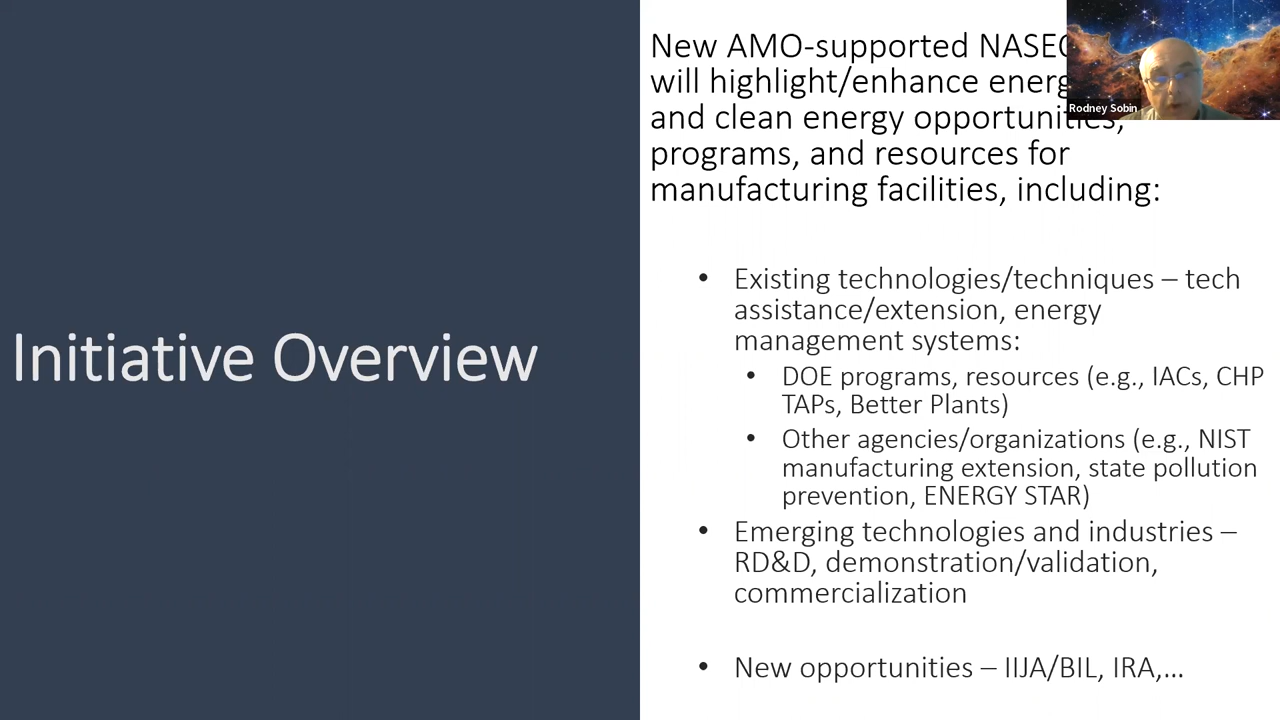 Initiative Overview
New AMO-supported
will highlight/enhance
and clean energy opportunities,
programs, and resources for
manufacturing facilities, including:
• Existing technologies/techniques – tech
assistance/extension, energy
management systems:
• DOE programs, resources (e.g., IACs, CHP
TAPs, Better Plants)
• Other agencies/organizations (e.g., NIST
manufacturing extension, state pollution
prevention, ENERGY STAR)
• Emerging technologies and industries –
RD&D, demonstration/validation,
commercialization
• New opportunities – IIJA/BIL, IRA,...
Rodney Sobin